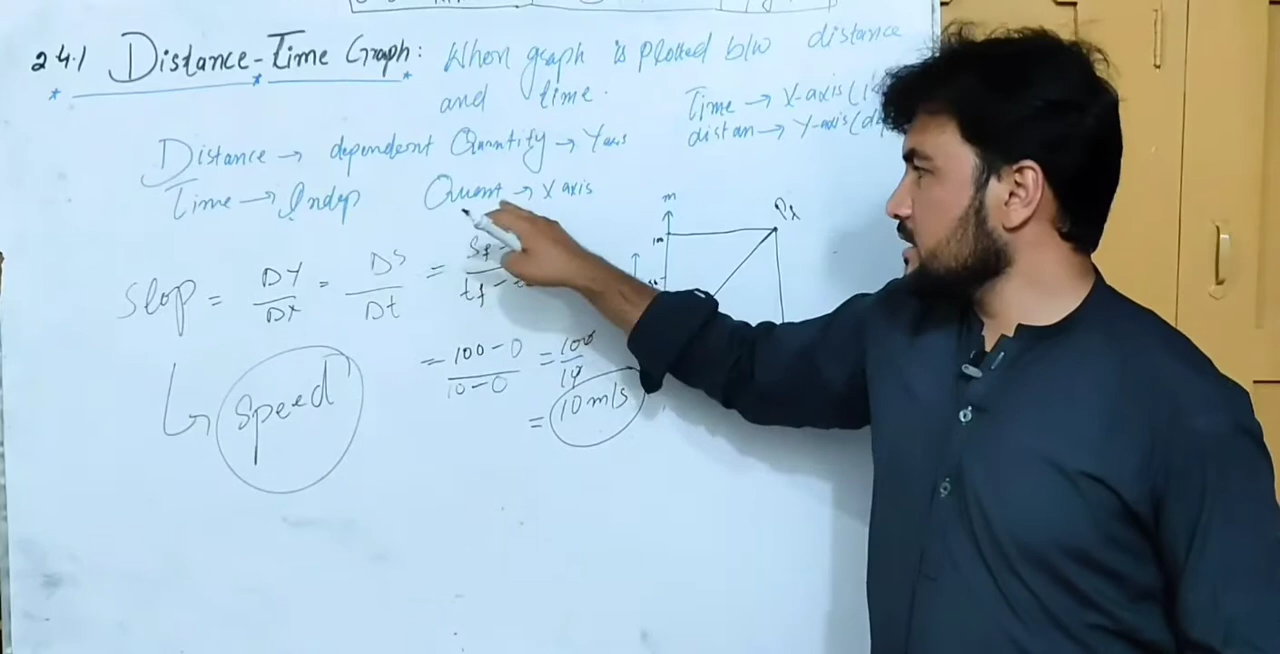 2.4.1 Distance-Time Graph: When graph is plotted b/w distance
and time.
Time → X-axis
distan → Y-axis
Distance → dependent Quantity → Y axis
Time → Indep Quant → X axis
Slop = DY/DX = DS/Dt = Sf - / tf -
= 100-0/10-0 = 100/10
= 10 m/s
↳ Speed
m